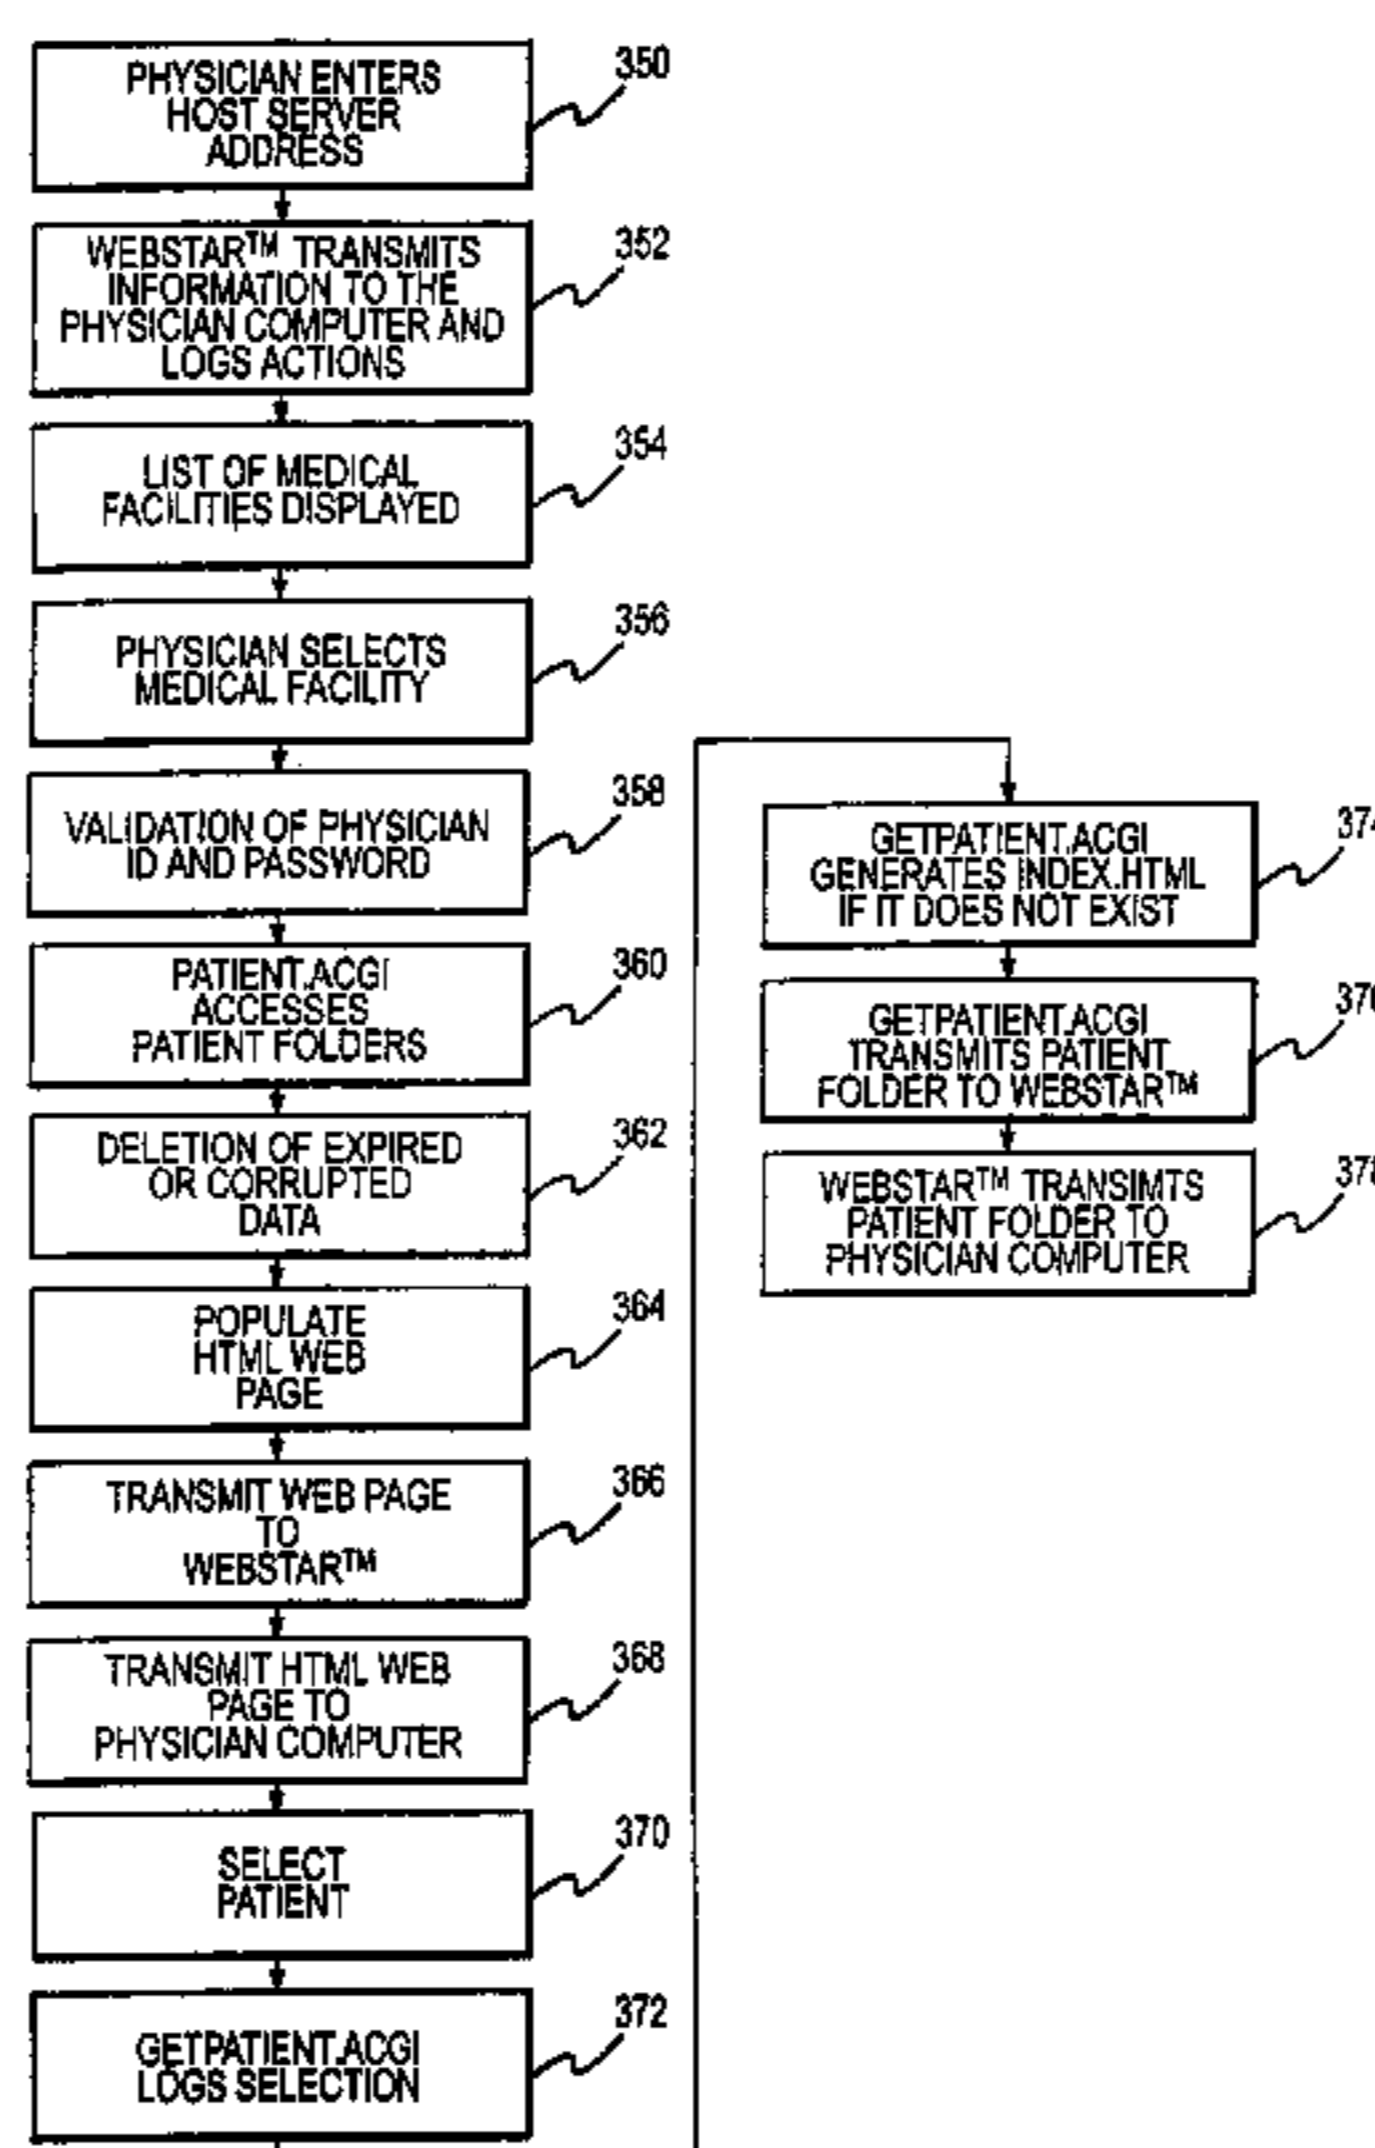 PHYSICIAN ENTERS
HOST SERVER
ADDRESS
350
WEBSTAR™ TRANSMITS
INFORMATION TO THE
PHYSICIAN COMPUTER AND
LOGS ACTIONS
352
LIST OF MEDICAL
FACILITIES DISPLAYED
354
PHYSICIAN SELECTS
MEDICAL FACILITY
356
VALIDATION OF PHYSICIAN
ID AND PASSWORD
358
PATIENT.ACGI
ACCESSES
PATIENT FOLDERS
360
DELETION OF EXPIRED
OR CORRUPTED
DATA
362
POPULATE
HTML WEB
PAGE
364
TRANSMIT WEB PAGE
TO
WEBSTAR™
366
TRANSMIT HTML WEB
PAGE TO
PHYSICIAN COMPUTER
368
SELECT
PATIENT
370
GETPATIENT.ACGI
LOGS SELECTION
372
GETPATIENT.ACGI
GENERATES INDEX.HTML
IF IT DOES NOT EXIST
374
GETPATIENT.ACGI
TRANSMITS PATIENT
FOLDER TO WEBSTAR™
376
WEBSTAR™ TRANSIMTS
PATIENT FOLDER TO
PHYSICIAN COMPUTER
378